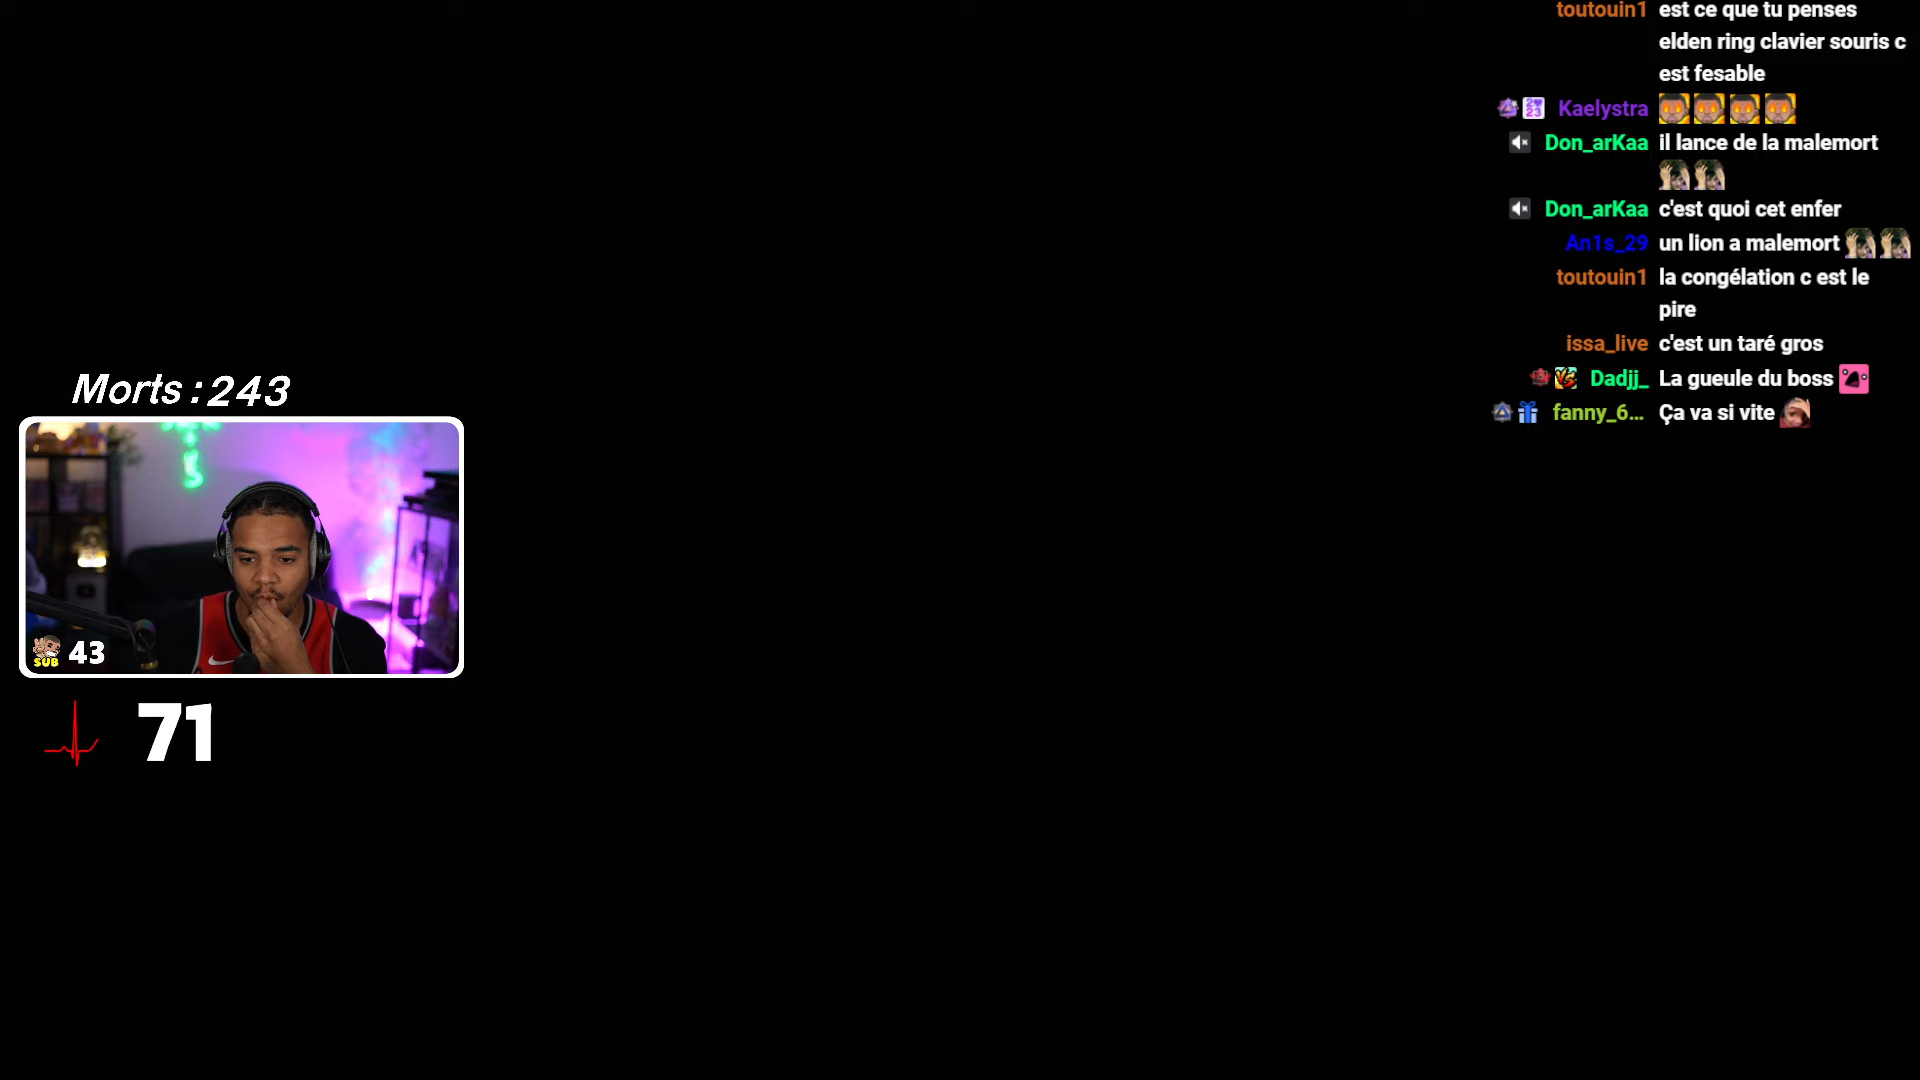 toutouin1 est ce que tu penses
elden ring clavier souris c
est fesable
Kaelystra
Don_arKaa il lance de la malemort
Don_arKaa c'est quoi cet enfer
An1s_29 un lion a malemort
toutouin1 la congélation c est le
pire
issa_live c'est un taré gros
Dadjj_ La gueule du boss
fanny_6... Ça va si vite
Morts : 243
SUB 43
71